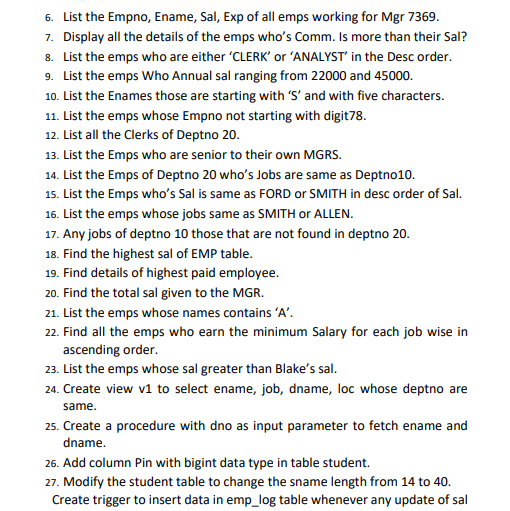 6. List the Empno, Ename, Sal, Exp of all emps working for Mgr 7369.
7. Display all the details of the emps who's Comm. Is more than their Sal?
8. List the emps who are either ‘CLERK’ or ‘ANALYST’ in the Desc order.
9. List the emps Who Annual sal ranging from 22000 and 45000.
10. List the Enames those are starting with ‘S’ and with five characters.
11. List the emps whose Empno not starting with digit78.
12. List all the Clerks of Deptno 20.
13. List the Emps who are senior to their own MGRS.
14. List the Emps of Deptno 20 who's Jobs are same as Deptno10.
15. List the Emps who's Sal is same as FORD or SMITH in desc order of Sal.
16. List the emps whose jobs same as SMITH or ALLEN.
17. Any jobs of deptno 10 those that are not found in deptno 20.
18. Find the highest sal of EMP table.
19. Find details of highest paid employee.
20. Find the total sal given to the MGR.
21. List the emps whose names contains ‘A’.
22. Find all the emps who earn the minimum Salary for each job wise in
ascending order.
23. List the emps whose sal greater than Blake's sal.
24. Create view v1 to select ename, job, dname, loc whose deptno are
same.
25. Create a procedure with dno as input parameter to fetch ename and
dname.
26. Add column Pin with bigint data type in table student.
27. Modify the student table to change the sname length from 14 to 40.
Create trigger to insert data in emp_log table whenever any update of sal